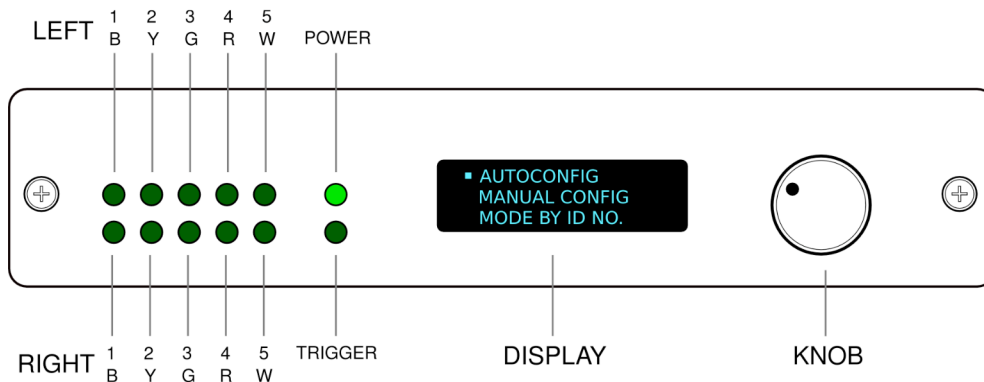 LEFT
1 2 3 4 5
B Y G R W
POWER
AUTOCONFIG
MANUAL CONFIG
MODE BY ID NO.
RIGHT
1 2 3 4 5
B Y G R W
TRIGGER
DISPLAY
KNOB